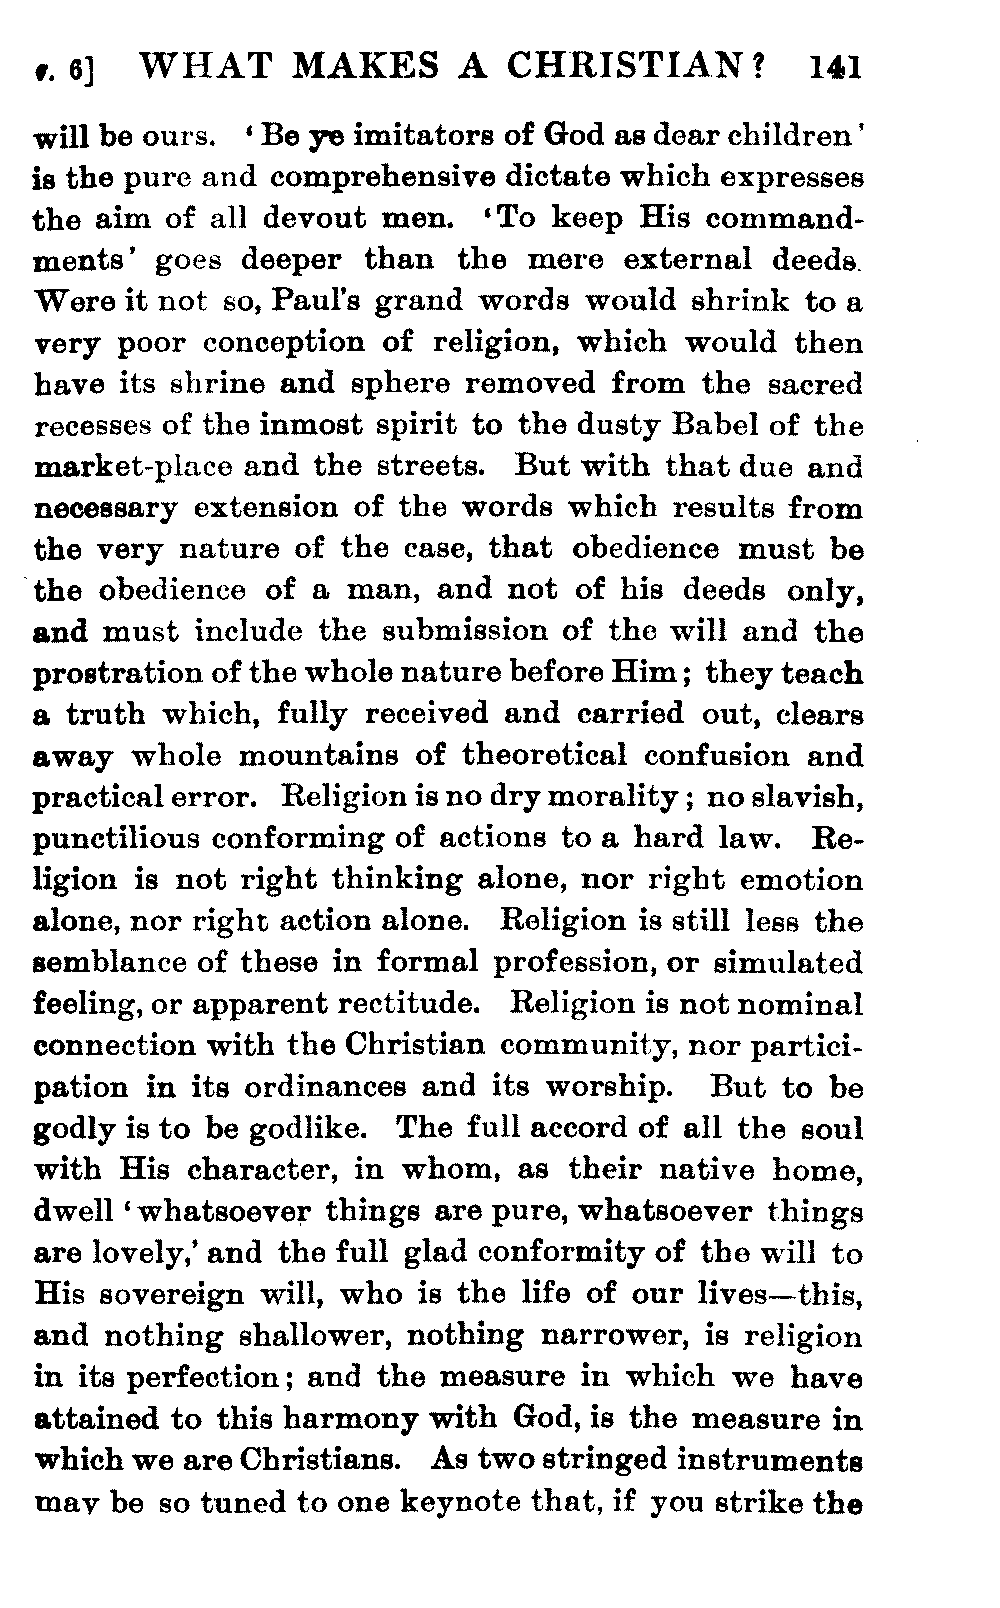 v. 6] WHAT MAKES A CHRISTIAN? 141
will be ours. ‘Be ye imitators of God as dear children’
is the pure and comprehensive dictate which expresses
the aim of all devout men. ‘To keep His command-
ments’ goes deeper than the mere external deeds.
Were it not so, Paul's grand words would shrink to a
very poor conception of religion, which would then
have its shrine and sphere removed from the sacred
recesses of the inmost spirit to the dusty Babel of the
market-place and the streets. But with that due and
necessary extension of the words which results from
the very nature of the case, that obedience must be
the obedience of a man, and not of his deeds only,
and must include the submission of the will and the
prostration of the whole nature before Him; they teach
a truth which, fully received and carried out, clears
away whole mountains of theoretical confusion and
practical error. Religion is no dry morality; no slavish,
punctilious conforming of actions to a hard law. Re-
ligion is not right thinking alone, nor right emotion
alone, nor right action alone. Religion is still less the
semblance of these in formal profession, or simulated
feeling, or apparent rectitude. Religion is not nominal
connection with the Christian community, nor partici-
pation in its ordinances and its worship. But to be
godly is to be godlike. The full accord of all the soul
with His character, in whom, as their native home,
dwell ‘whatsoever things are pure, whatsoever things
are lovely,’ and the full glad conformity of the will to
His sovereign will, who is the life of our lives—this,
and nothing shallower, nothing narrower, is religion
in its perfection; and the measure in which we have
attained to this harmony with God, is the measure in
which we are Christians. As two stringed instruments
may be so tuned to one keynote that, if you strike the